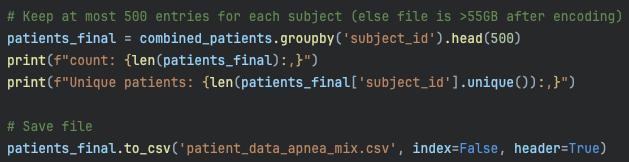 # Keep at most 500 entries for each subject (else file is >55GB after encoding)
patients_final = combined_patients.groupby('subject_id').head(500)
print(f"count: {len(patients_final):,}")
print(f"Unique patients: {len(patients_final['subject_id'].unique()):,}")
# Save file
patients_final.to_csv('patient_data_apnea_mix.csv', index=False, header=True)